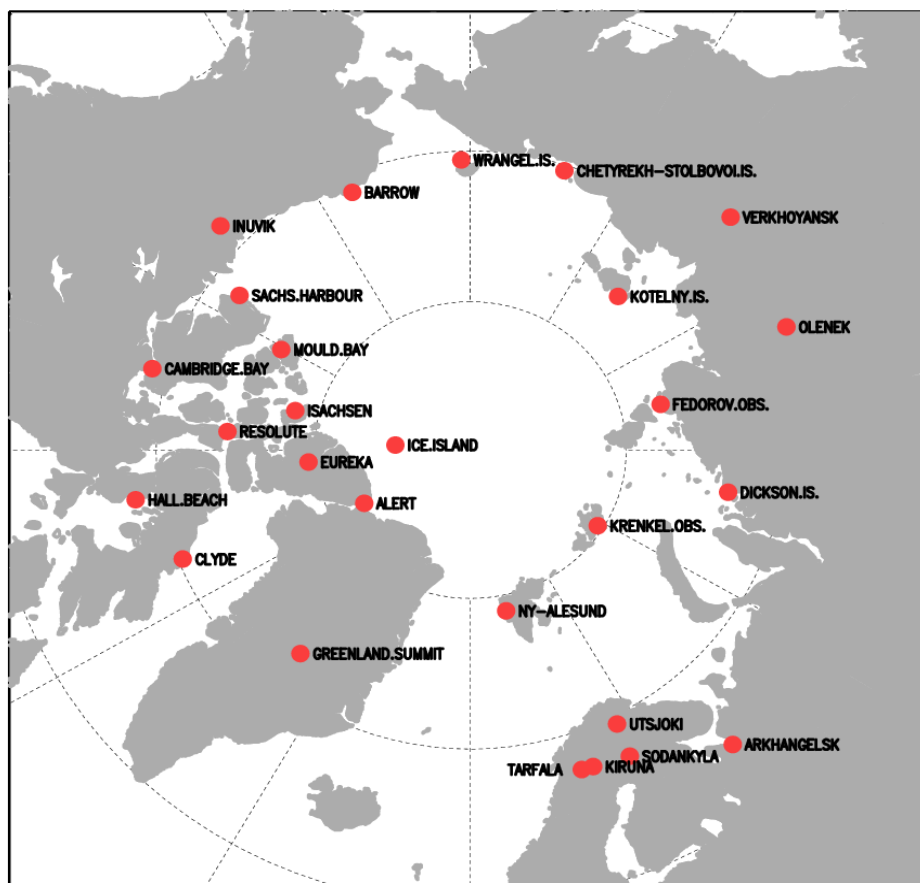 WRANGEL.IS.
CHETYREKH-STOLBOVOI.IS.
BARROW
VERKHOYANSK
INUVIK
SACHS.HARBOUR
KOTELNY.IS.
OLENEK
MOULD.BAY
CAMBRIDGE.BAY
FEDOROV.OBS.
ISACHSEN
RESOLUTE
ICE.ISLAND
EUREKA
DICKSON.IS.
HALL.BEACH
ALERT
KRENKEL.OBS.
CLYDE
NY-ALESUND
GREENLAND.SUMMIT
UTSJOKI
ARKHANGELSK
SODANKYLA
KIRUNA
TARFALA